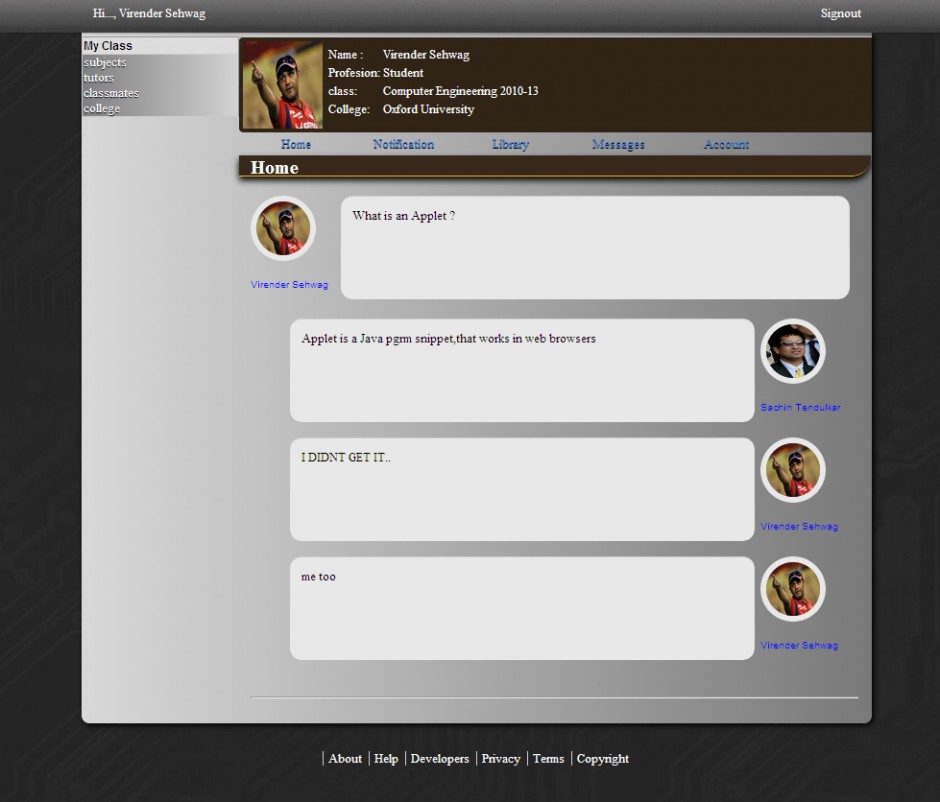 Hi..., Virender Sehwag Signout
My Class
subjects
tutors
classmates
college
Name : Virender Sehwag
Profesion: Student
class: Computer Engineering 2010-13
College: Oxford University
Home Notification Library Messages Account
Home
What is an Applet ?
Virender Sehwag
Applet is a Java pgrm snippet,that works in web browsers
Sachin Tendulkar
I DIDNT GET IT..
Virender Sehwag
me too
Virender Sehwag
| About | Help | Developers | Privacy | Terms | Copyright